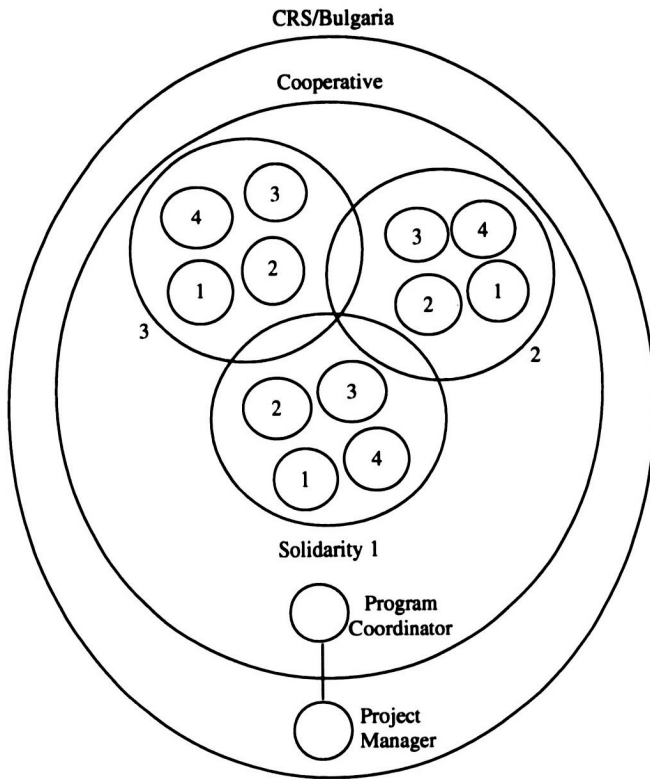 CRS/Bulgaria
Cooperative
3
4
3
4
2
1
1
2
3
2
3
2
1
4
Solidarity 1
Program
Coordinator
Project
Manager